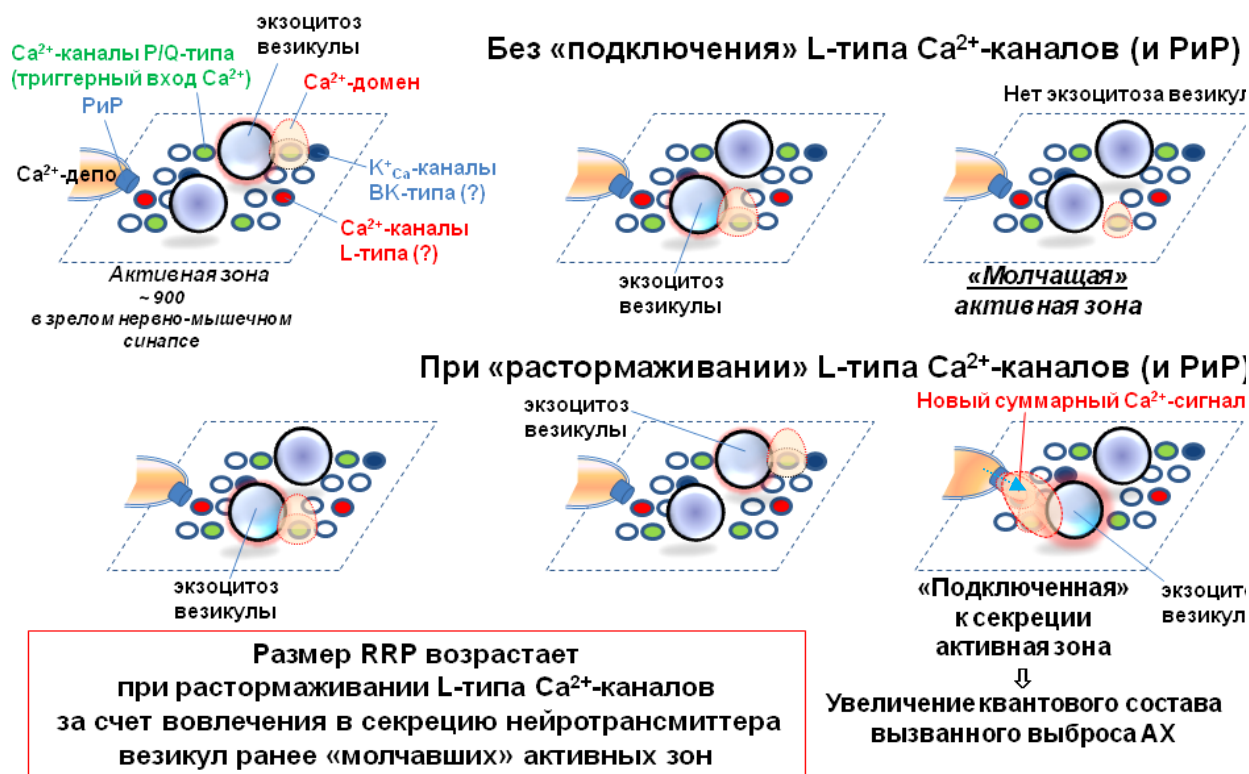 экзоцитоз
везикулы
Ca²⁺-каналы P/Q-типа
(триггерный вход Ca²⁺)
Ca²⁺-домен
РиР
Ca²⁺-депо
K⁺Ca-каналы
BK-типа (?)
Ca²⁺-каналы
L-типа (?)
Активная зона
~ 900
в зрелом нервно-мышечном
синапсе
Без «подключения» L-типа Ca²⁺-каналов (и РиР)
экзоцитоз
везикулы
Нет экзоцитоза везикул
«Молчащая»
активная зона
При «растормаживании» L-типа Ca²⁺-каналов (и РиР)
экзоцитоз
везикулы
экзоцитоз
везикулы
Новый суммарный Ca²⁺-сигнал
«Подключенная»
к секреции
активная зона
экзоцито
везикул
Увеличение квантового состава
вызванного выброса АХ
Размер RRP возрастает
при растормаживании L-типа Ca²⁺-каналов
за счет вовлечения в секрецию нейротрансмиттера
везикул ранее «молчавших» активных зон